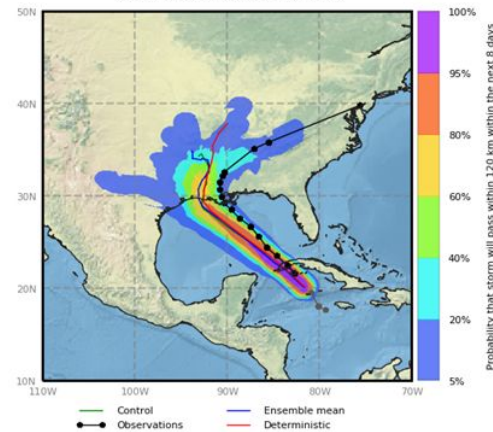 50N
40N
30N
20N
10N
110W
100W
90W
80W
70W
100%
95%
80%
60%
40%
20%
5%
Probability that storm will pass within 120 km within the next 8 days
Control
Observations
Ensemble mean
Deterministic